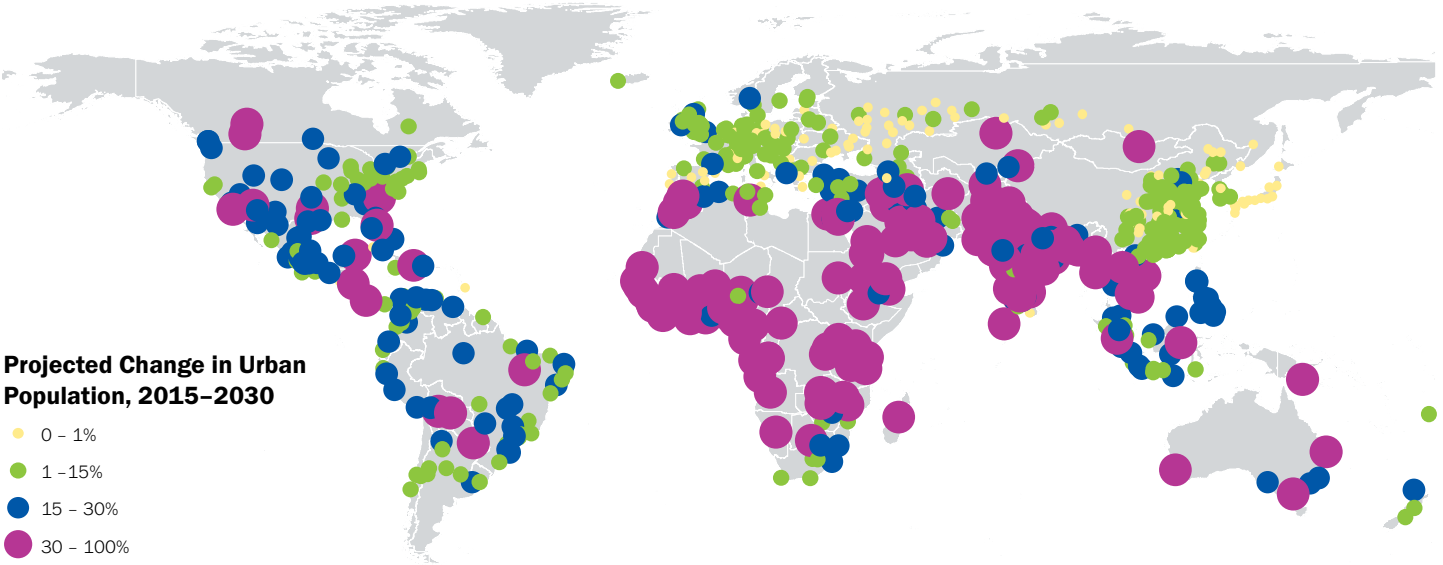 Projected Change in Urban
Population, 2015–2030
0 – 1%
1 –15%
15 – 30%
30 – 100%